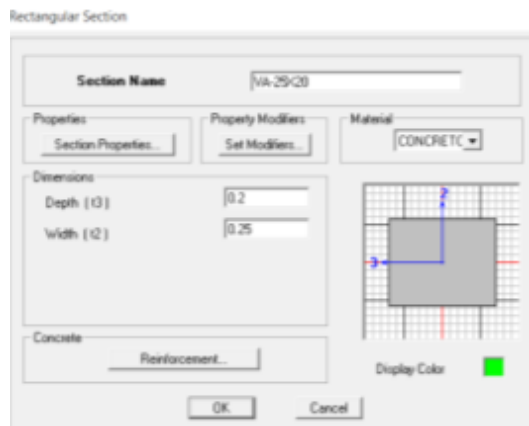 Rectangular Section
Section Name VA-25X20
Properties Property Modifiers Material
Section Properties... Set Modifiers... CONCRETC
Dimensions
Depth ( t3 ) 0.2
Width ( t2 ) 0.25
2
3
Concrete
Reinforcement...
Display Color
OK Cancel